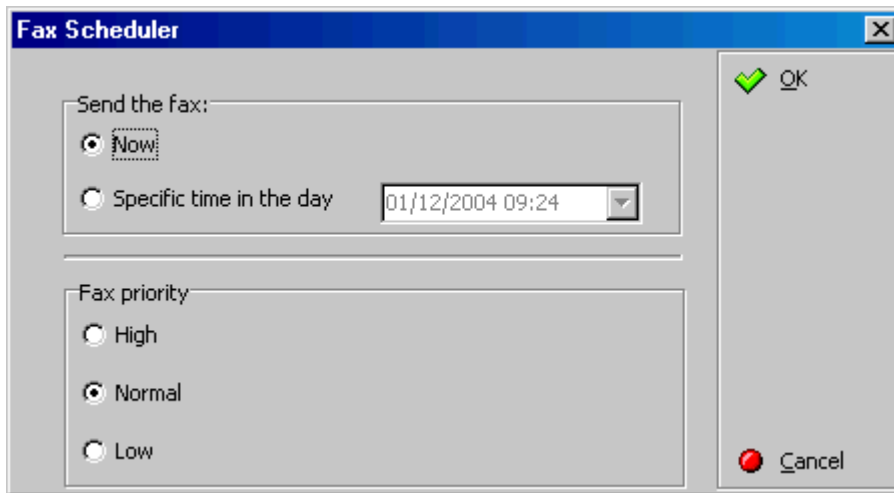 Fax Scheduler
OK
Send the fax:
Now
Specific time in the day 01/12/2004 09:24
Fax priority
High
Normal
Low
Cancel